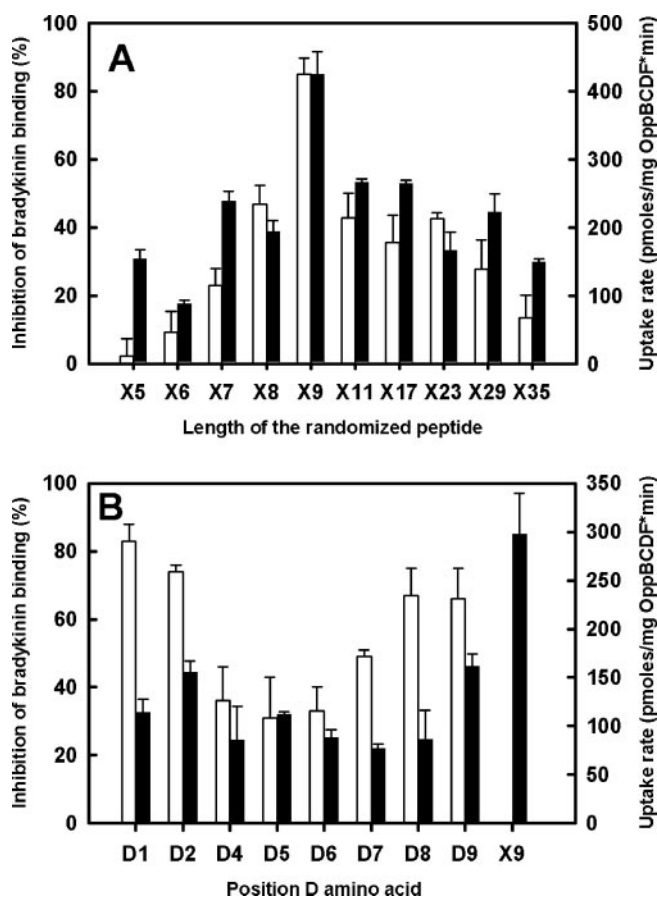 A
Inhibition of bradykinin binding (%)
100
80
60
40
20
0
500
400
300
200
100
0
Uptake rate (pmoles/mg OppBCDF*min)
X5 X6 X7 X8 X9 X11 X17 X23 X29 X35
Length of the randomized peptide
B
Inhibition of bradykinin binding (%)
100
80
60
40
20
0
350
300
250
200
150
100
50
0
Uptake rate (pmoles/mg OppBCDF*min)
D1 D2 D4 D5 D6 D7 D8 D9 X9
Position D amino acid